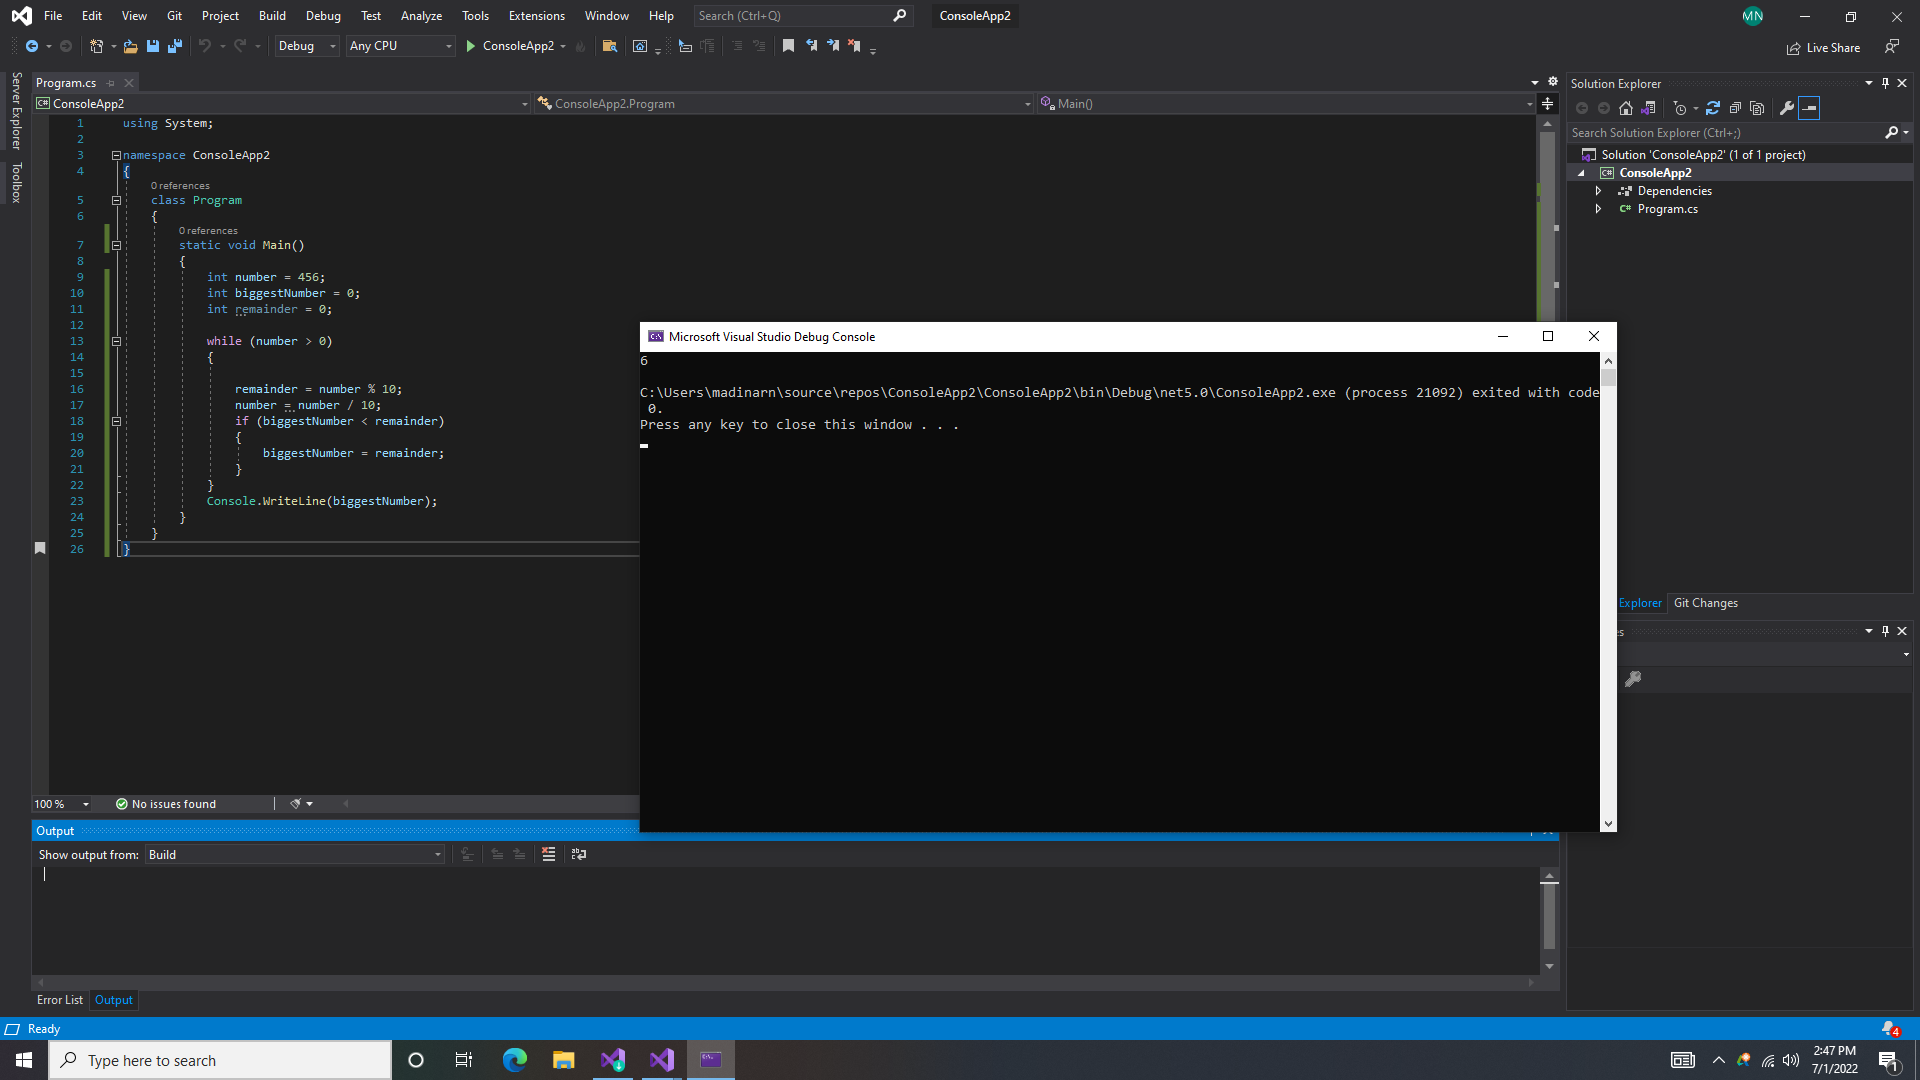 File Edit View Git Project Build Debug Test Analyze Tools Extensions Window Help Search (Ctrl+Q) ConsoleApp2 MN
Debug Any CPU ConsoleApp2 Live Share
Server Explorer
Toolbox
Program.cs
C# ConsoleApp2 ConsoleApp2.Program Main()
1 using System;
2
3 namespace ConsoleApp2
4 {
0 references
5 class Program
6 {
0 references
7 static void Main()
8 {
9 int number = 456;
10 int biggestNumber = 0;
11 int remainder = 0;
12
13 while (number > 0)
14 {
15
16 remainder = number % 10;
17 number = number / 10;
18 if (biggestNumber < remainder)
19 {
20 biggestNumber = remainder;
21 }
22 }
23 Console.WriteLine(biggestNumber);
24 }
25 }
26 }
100 % No issues found
Output
Show output from: Build
Error List Output
Ready
Microsoft Visual Studio Debug Console
6
C:\Users\madinarn\source\repos\ConsoleApp2\ConsoleApp2\bin\Debug\net5.0\ConsoleApp2.exe (process 21092) exited with code
0.
Press any key to close this window . . .
Solution Explorer
Search Solution Explorer (Ctrl+;)
Solution 'ConsoleApp2' (1 of 1 project)
C# ConsoleApp2
Dependencies
C# Program.cs
Explorer Git Changes
es
4
Type here to search
2:47 PM
7/1/2022
1